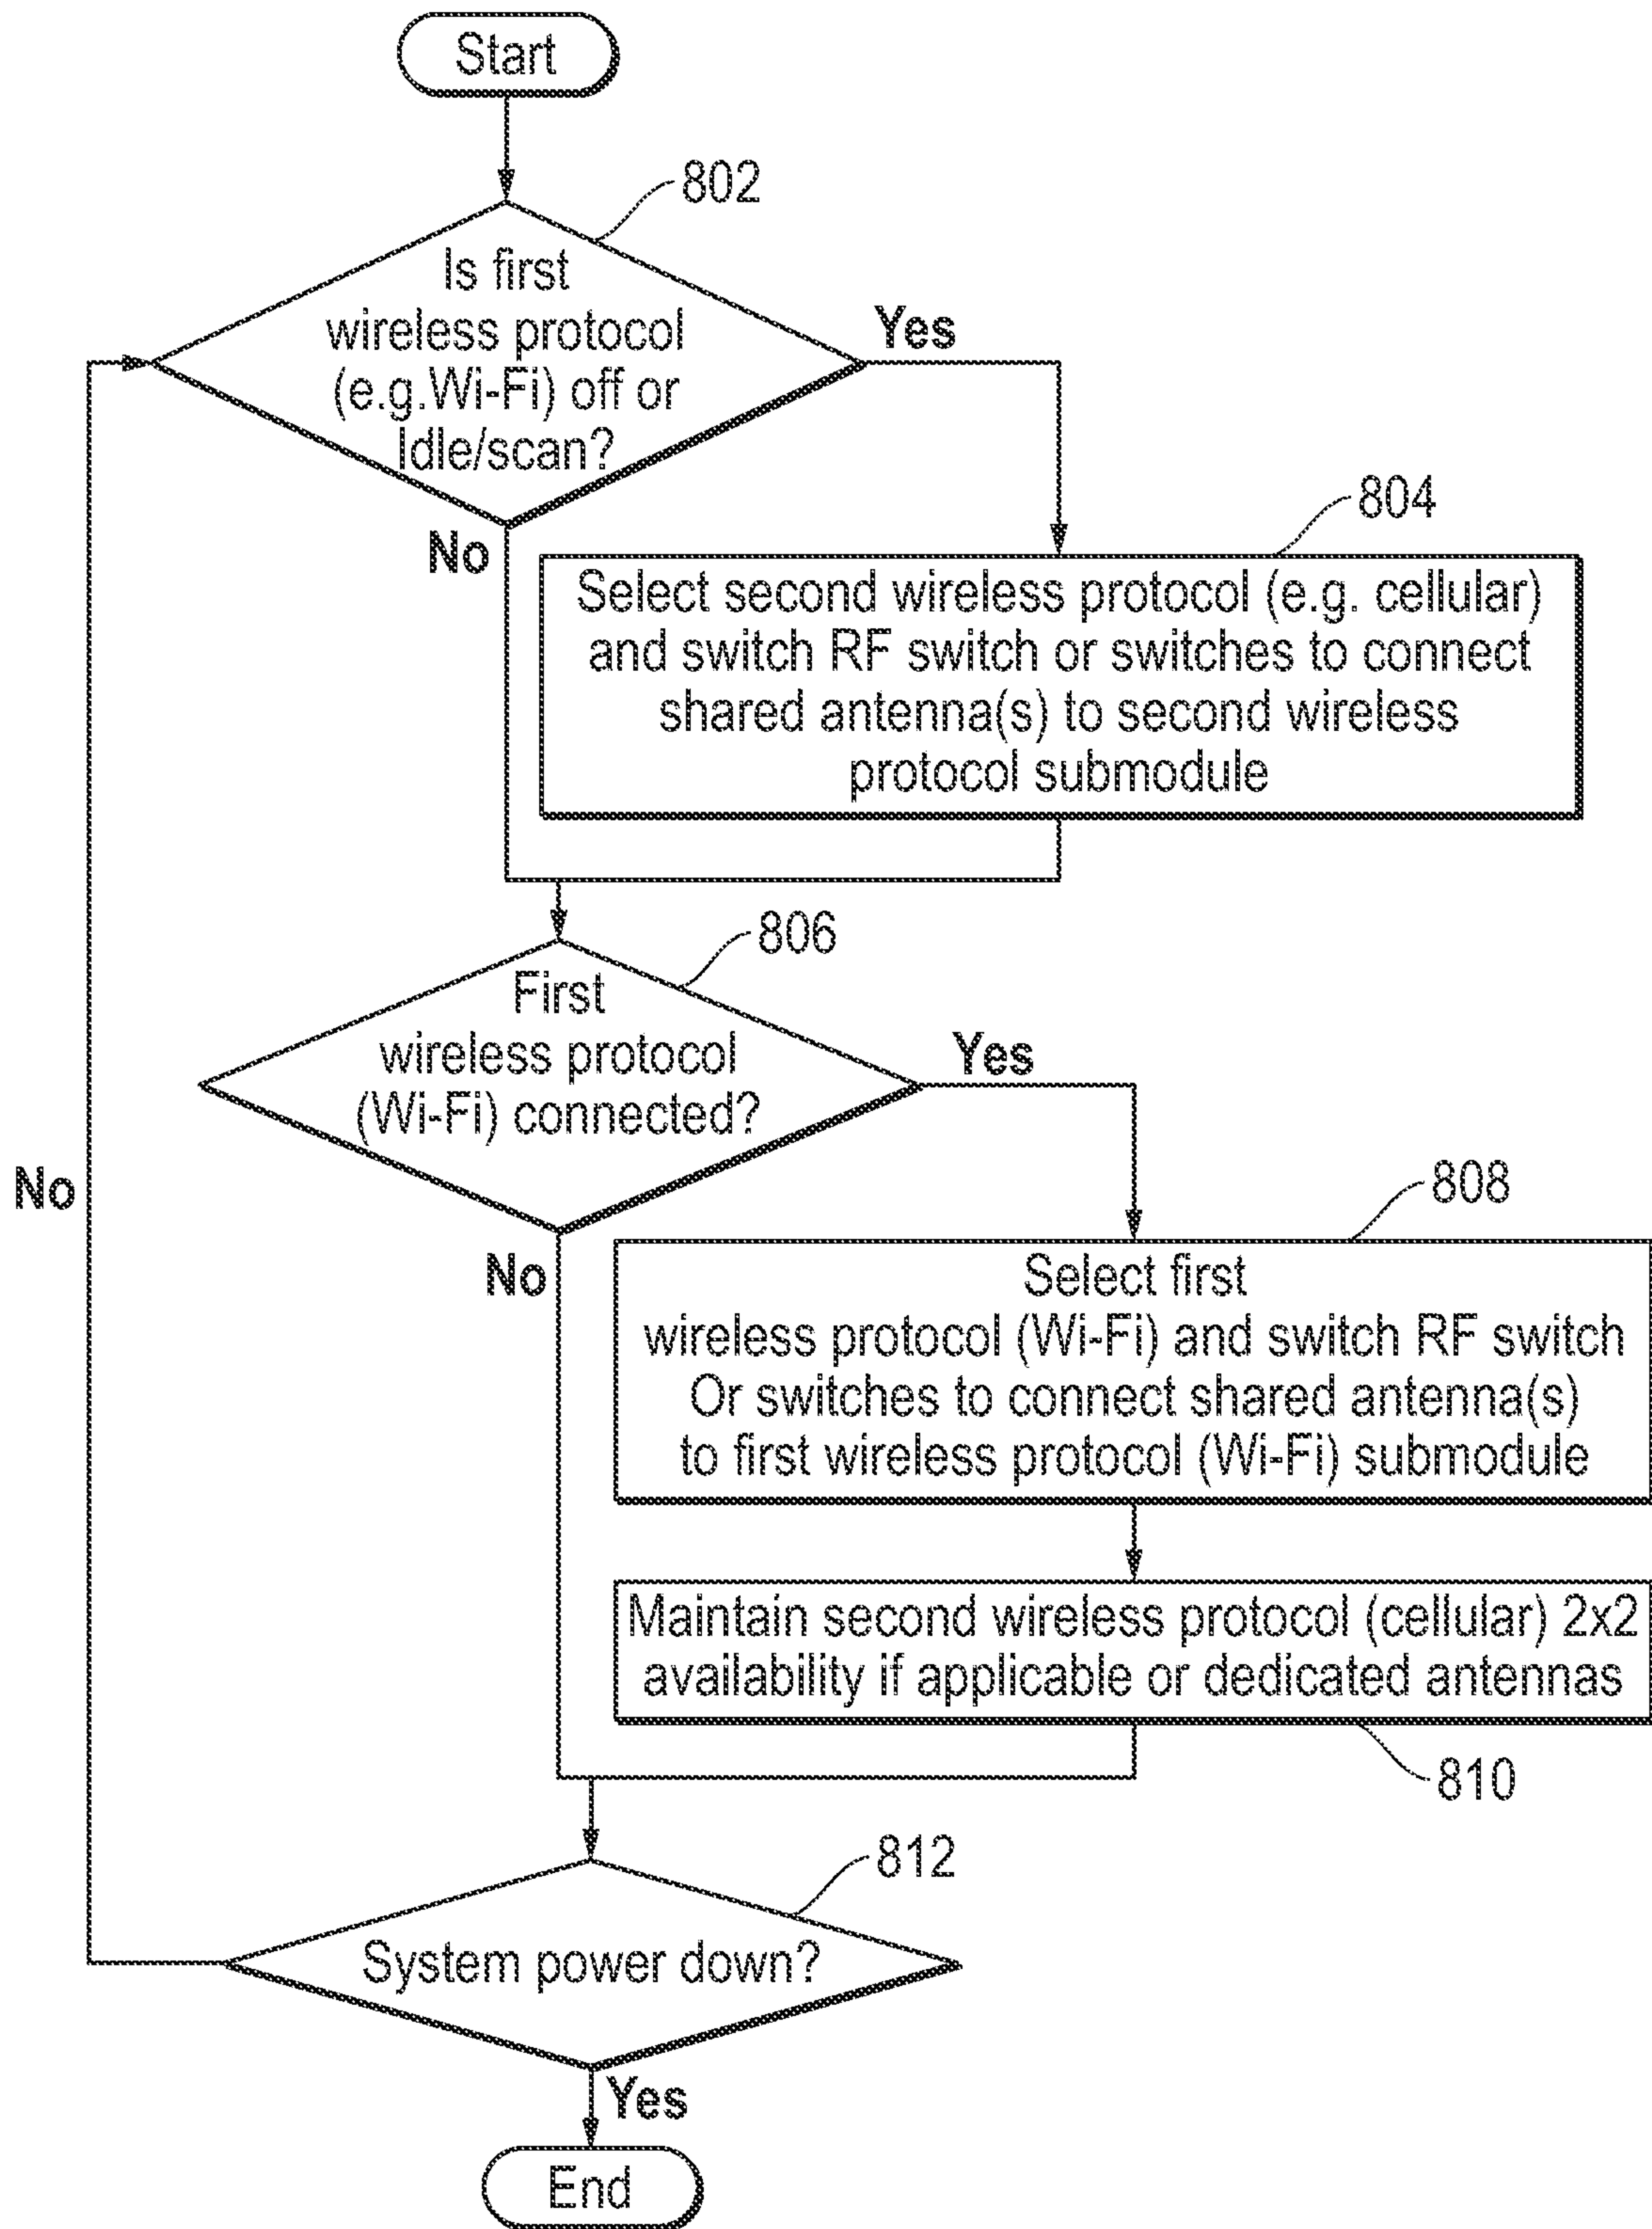 Start
802
Is first
wireless protocol
(e.g.Wi-Fi) off or
Idle/scan?
Yes
No
804
Select second wireless protocol (e.g. cellular)
and switch RF switch or switches to connect
shared antenna(s) to second wireless
protocol submodule
806
First
wireless protocol
(Wi-Fi) connected?
Yes
No
No
808
Select first
wireless protocol (Wi-Fi) and switch RF switch
Or switches to connect shared antenna(s)
to first wireless protocol (Wi-Fi) submodule
Maintain second wireless protocol (cellular) 2x2
availability if applicable or dedicated antennas
810
812
System power down?
Yes
End